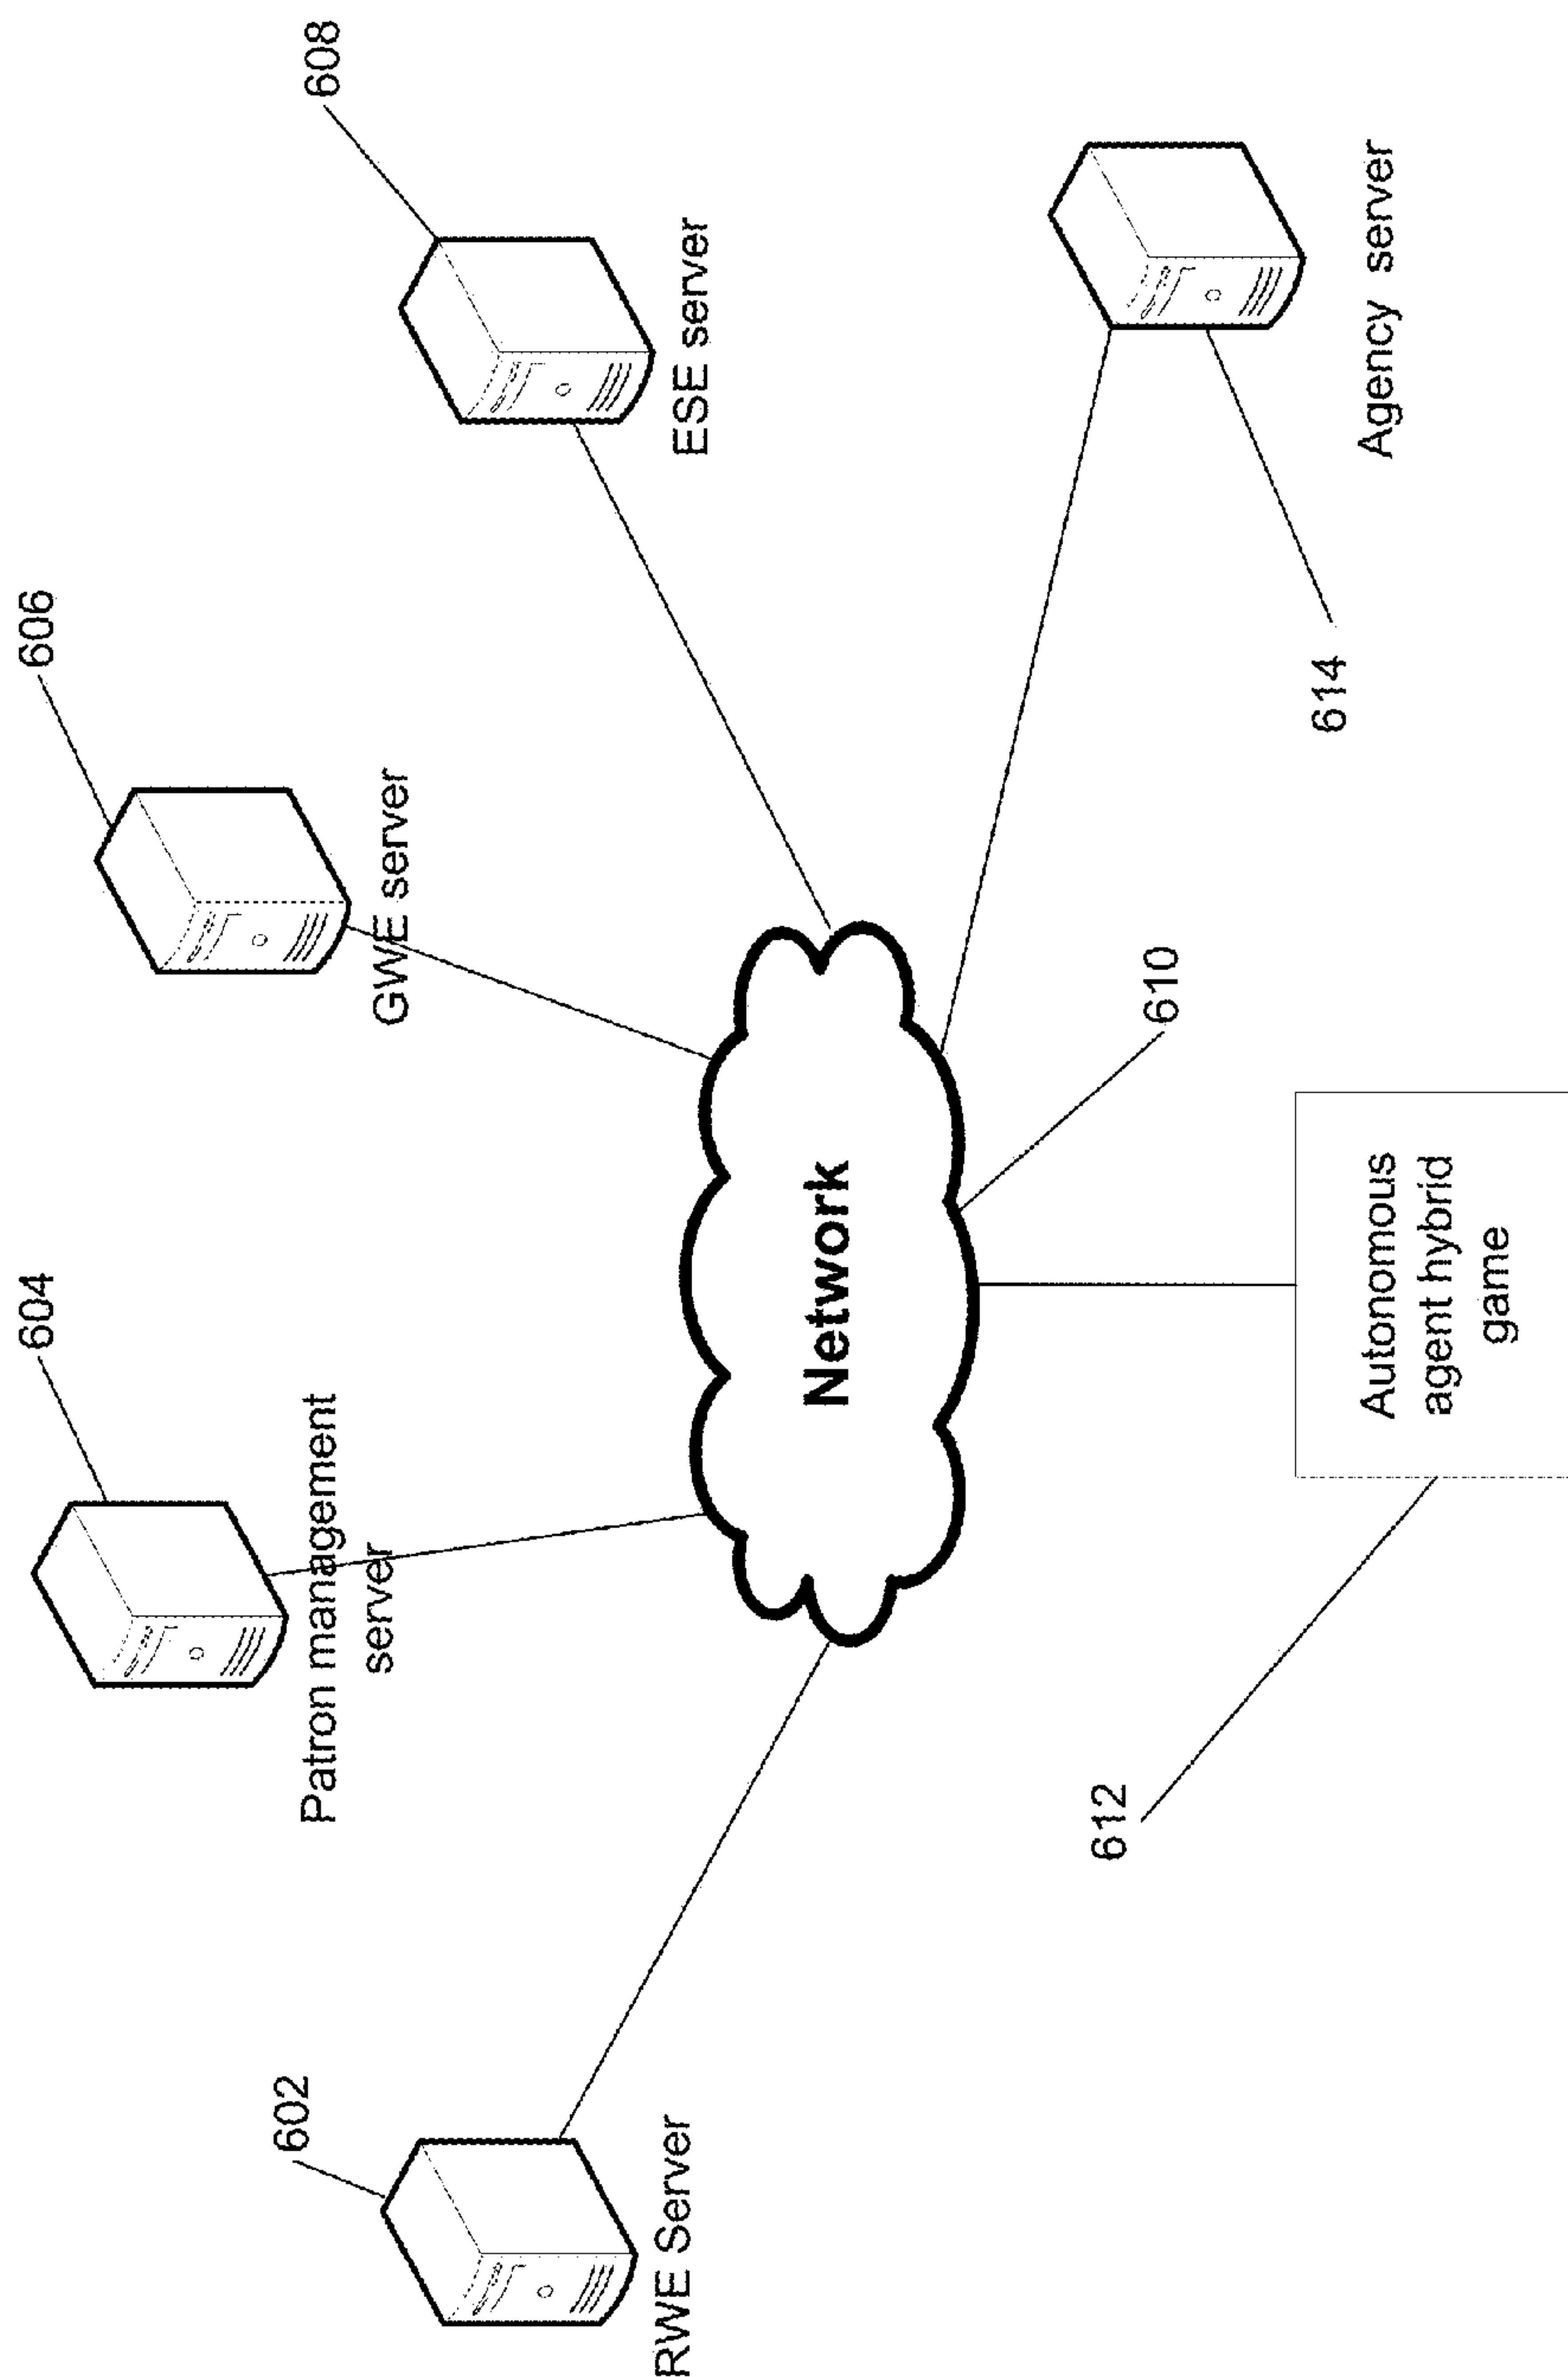 604
606
608
602
Patron management
server
GWE server
ESE server
RWE Server
Network
612
610
614
Autonomous
agent hybrid
game
Agency server